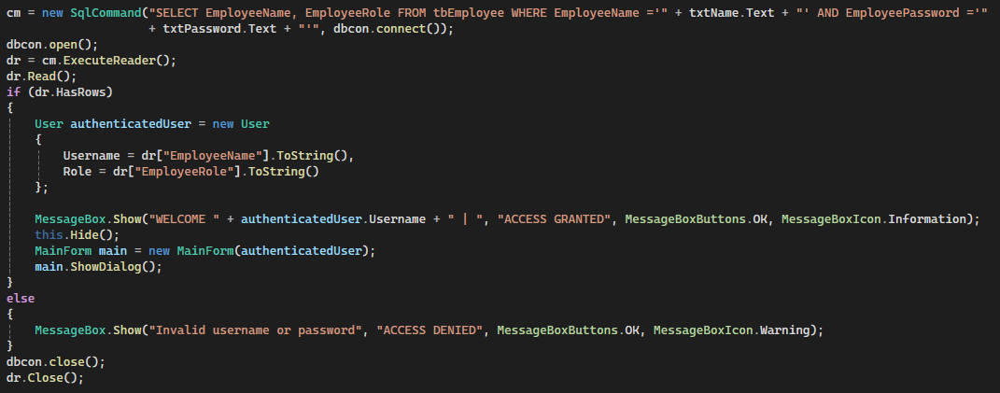 cm = new SqlCommand("SELECT EmployeeName, EmployeeRole FROM tbEmployee WHERE EmployeeName ='" + txtName.Text + "' AND EmployeePassword ='"
                    + txtPassword.Text + "'", dbcon.connect());
dbcon.open();
dr = cm.ExecuteReader();
dr.Read();
if (dr.HasRows)
{
    User authenticatedUser = new User
    {
        Username = dr["EmployeeName"].ToString(),
        Role = dr["EmployeeRole"].ToString()
    };

    MessageBox.Show("WELCOME " + authenticatedUser.Username + " | ", "ACCESS GRANTED", MessageBoxButtons.OK, MessageBoxIcon.Information);
    this.Hide();
    MainForm main = new MainForm(authenticatedUser);
    main.ShowDialog();
}
else
{
    MessageBox.Show("Invalid username or password", "ACCESS DENIED", MessageBoxButtons.OK, MessageBoxIcon.Warning);
}
dbcon.close();
dr.Close();